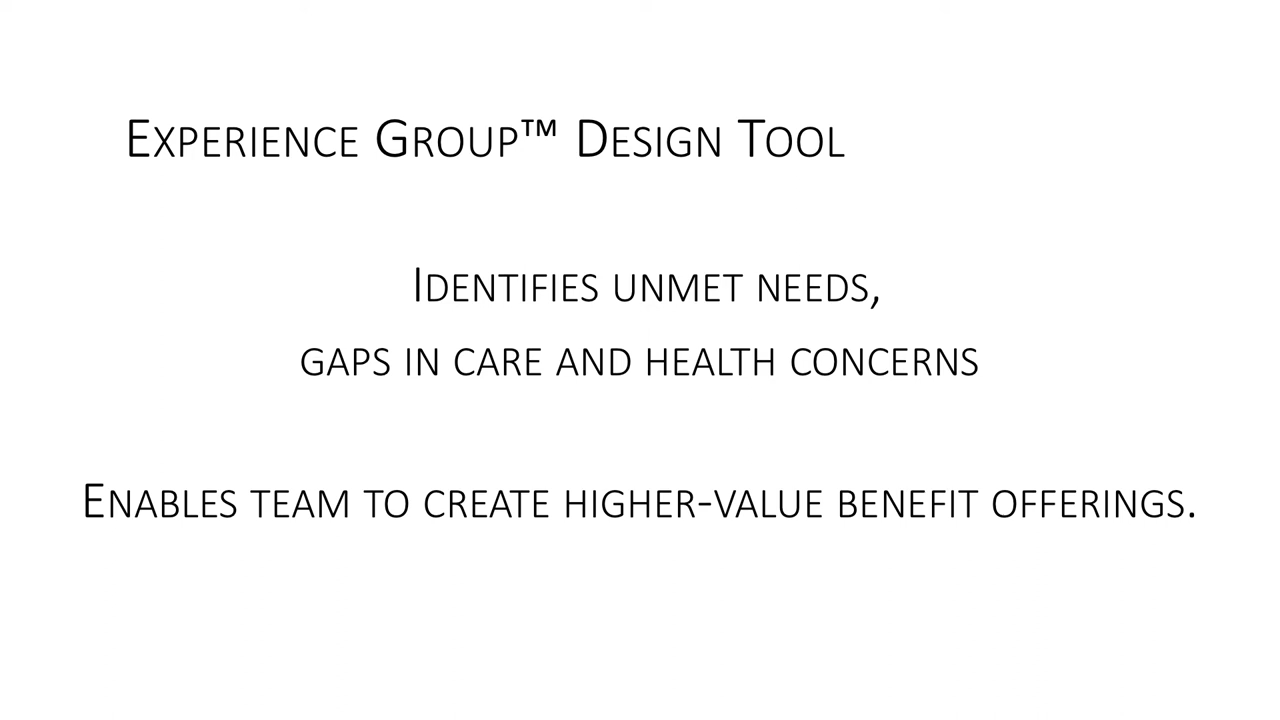 Experience Group™ Design Tool
Identifies unmet needs,
gaps in care and health concerns
Enables team to create higher-value benefit offerings.